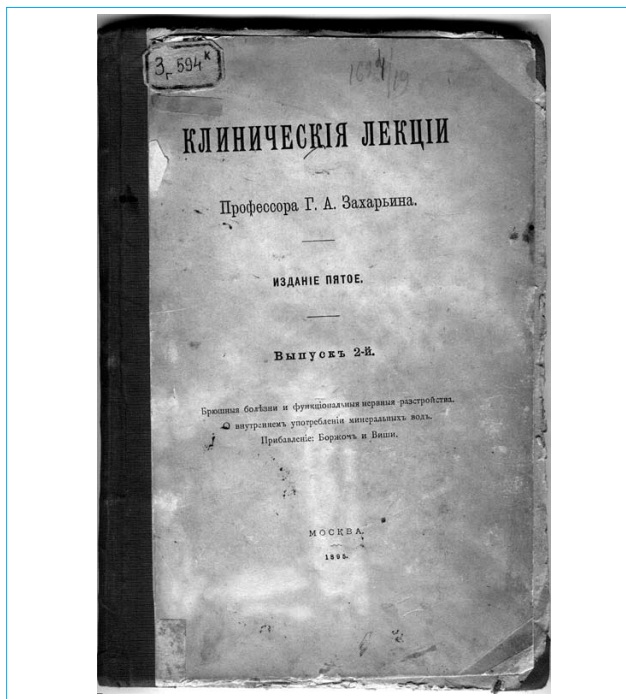 З г 594 к
КЛИНИЧЕСКІЯ ЛЕКЦІИ
Профессора Г. А. Захарьина.
ИЗДАНІЕ ПЯТОЕ.
Выпускъ 2-й.
Брюшныя болѣзни и функціональныя нервныя разстройства.
О внутреннемъ употребленіи минеральныхъ водъ.
Прибавленіе: Боржомъ и Виши.
МОСКВА.